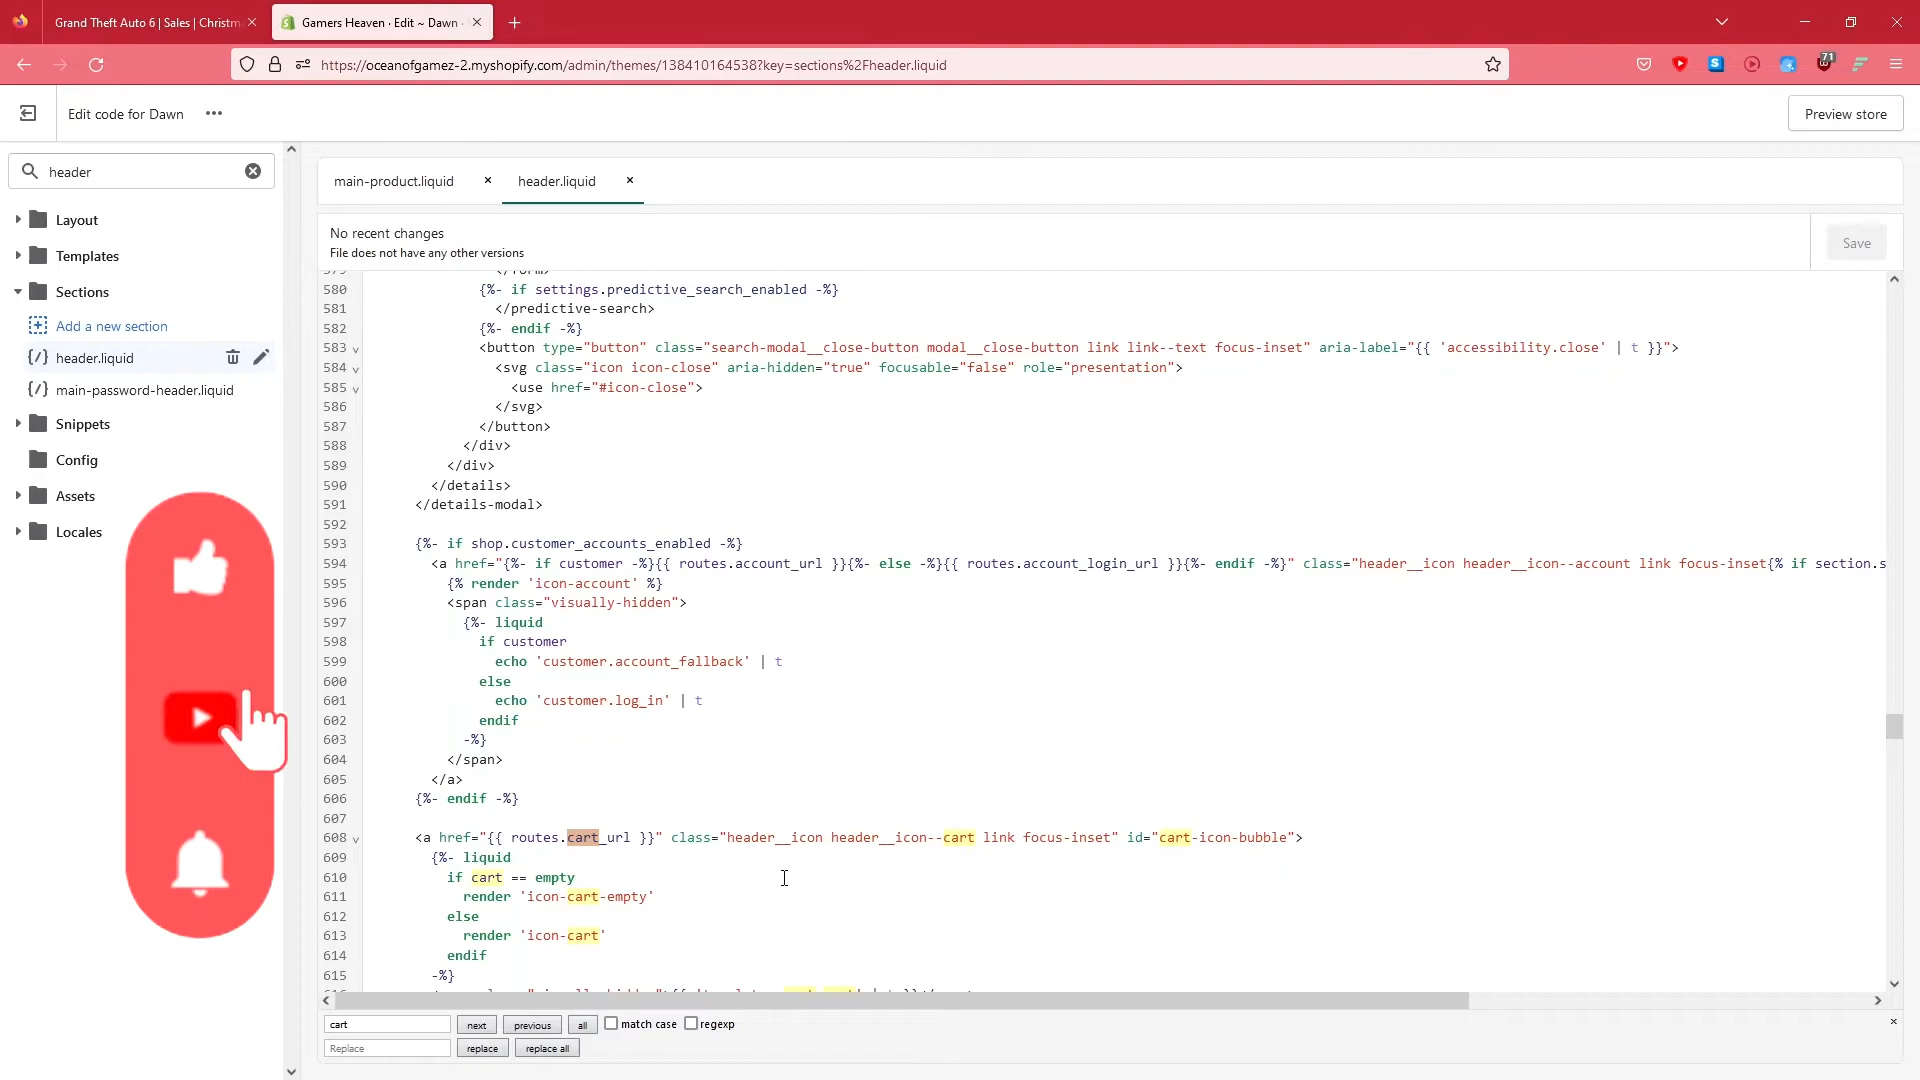 Grand Theft Auto 6 | Sales | Christm
Gamers Heaven · Edit ~ Dawn ·
https://oceanofgamez-2.myshopify.com/admin/themes/138410164538?key=sections%2Fheader.liquid
71
Edit code for Dawn
Preview store
header
Layout
Templates
Sections
Add a new section
header.liquid
main-password-header.liquid
Snippets
Config
Assets
Locales
main-product.liquid
header.liquid
No recent changes
File does not have any other versions
Save
579 </form>
580 {%- if settings.predictive_search_enabled -%}
581 </predictive-search>
582 {%- endif -%}
583 <button type="button" class="search-modal__close-button modal__close-button link link--text focus-inset" aria-label="{{ 'accessibility.close' | t }}">
584 <svg class="icon icon-close" aria-hidden="true" focusable="false" role="presentation">
585 <use href="#icon-close">
586 </svg>
587 </button>
588 </div>
589 </div>
590 </details>
591 </details-modal>
592
593 {%- if shop.customer_accounts_enabled -%}
594 <a href="{%- if customer -%}{{ routes.account_url }}{%- else -%}{{ routes.account_login_url }}{%- endif -%}" class="header__icon header__icon--account link focus-inset{% if section.s
595 {% render 'icon-account' %}
596 <span class="visually-hidden">
597 {%- liquid
598 if customer
599 echo 'customer.account_fallback' | t
600 else
601 echo 'customer.log_in' | t
602 endif
603 -%}
604 </span>
605 </a>
606 {%- endif -%}
607
608 <a href="{{ routes.cart_url }}" class="header__icon header__icon--cart link focus-inset" id="cart-icon-bubble">
609 {%- liquid
610 if cart == empty
611 render 'icon-cart-empty'
612 else
613 render 'icon-cart'
614 endif
615 -%}
cart
next
previous
all
match case
regexp
Replace
replace
replace all